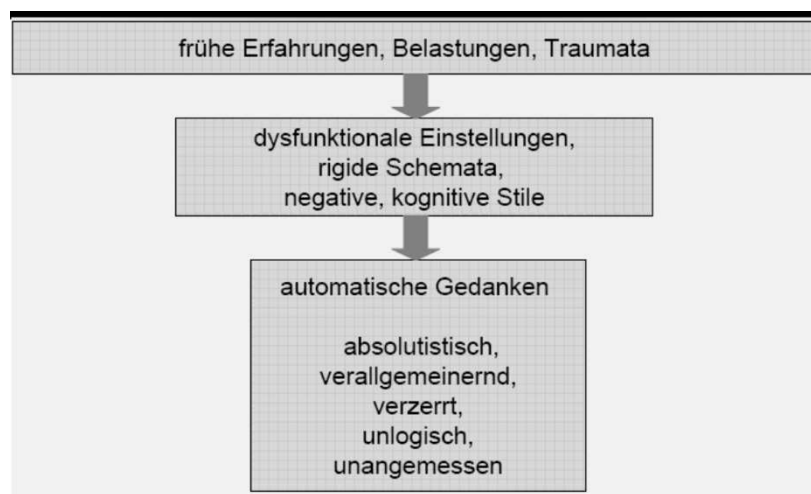 frühe Erfahrungen, Belastungen, Traumata
dysfunktionale Einstellungen,
rigide Schemata,
negative, kognitive Stile
automatische Gedanken
absolutistisch,
verallgemeinernd,
verzerrt,
unlogisch,
unangemessen